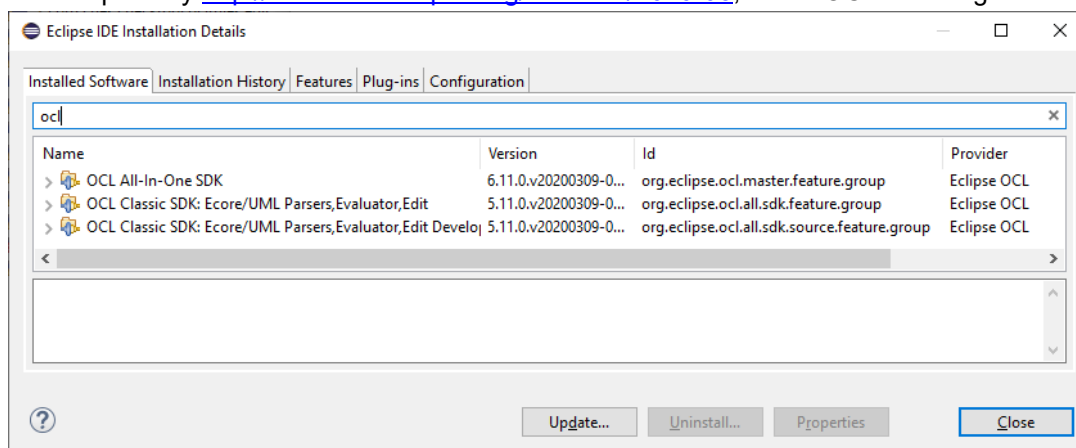 Eclipse IDE Installation Details
Installed Software Installation History Features Plug-ins Configuration
ocl
Name Version Id Provider
OCL All-In-One SDK 6.11.0.v20200309-0... org.eclipse.ocl.master.feature.group Eclipse OCL
OCL Classic SDK: Ecore/UML Parsers,Evaluator,Edit 5.11.0.v20200309-0... org.eclipse.ocl.all.sdk.feature.group Eclipse OCL
OCL Classic SDK: Ecore/UML Parsers,Evaluator,Edit Develo 5.11.0.v20200309-0... org.eclipse.ocl.all.sdk.source.feature.group Eclipse OCL
Update... Uninstall... Properties Close